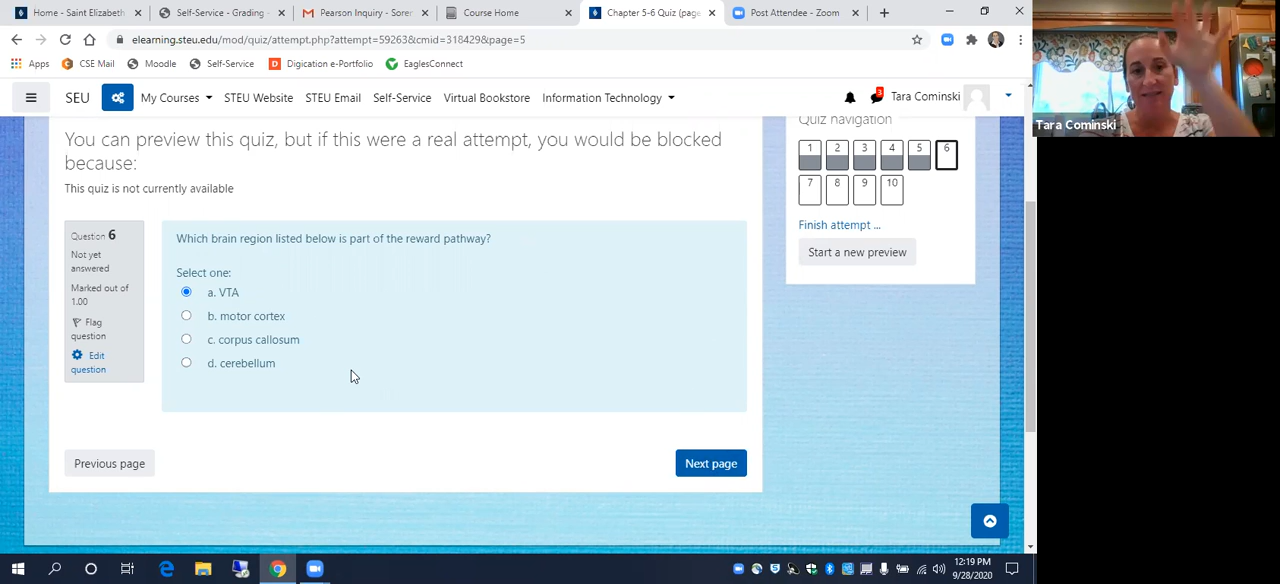 Home - Saint Elizabeth
Self-Service - Grading -
Pearson Inquiry - Sorer
Course Home
Chapter 5-6 Quiz (page
Post Attendee - Zoom
elearning.steu.edu/mod/quiz/attempt.php?attempt=59263&cmid=318429&page=5
Apps
CSE Mail
Moodle
Self-Service
Digication e-Portfolio
EaglesConnect
SEU
My Courses
STEU Website
STEU Email
Self-Service
Virtual Bookstore
Information Technology
3
Tara Cominski
Tara Cominski
You can preview this quiz, but if this were a real attempt, you would be blocked
because:
This quiz is not currently available
Question 6
Not yet
answered
Marked out of
1.00
Flag
question
Edit
question
Which brain region listed below is part of the reward pathway?
Select one:
a. VTA
b. motor cortex
c. corpus callosum
d. cerebellum
Previous page
Next page
Quiz navigation
1 2 3 4 5 6
7 8 9 10
Finish attempt ...
Start a new preview
12:19 PM
9/28/2020